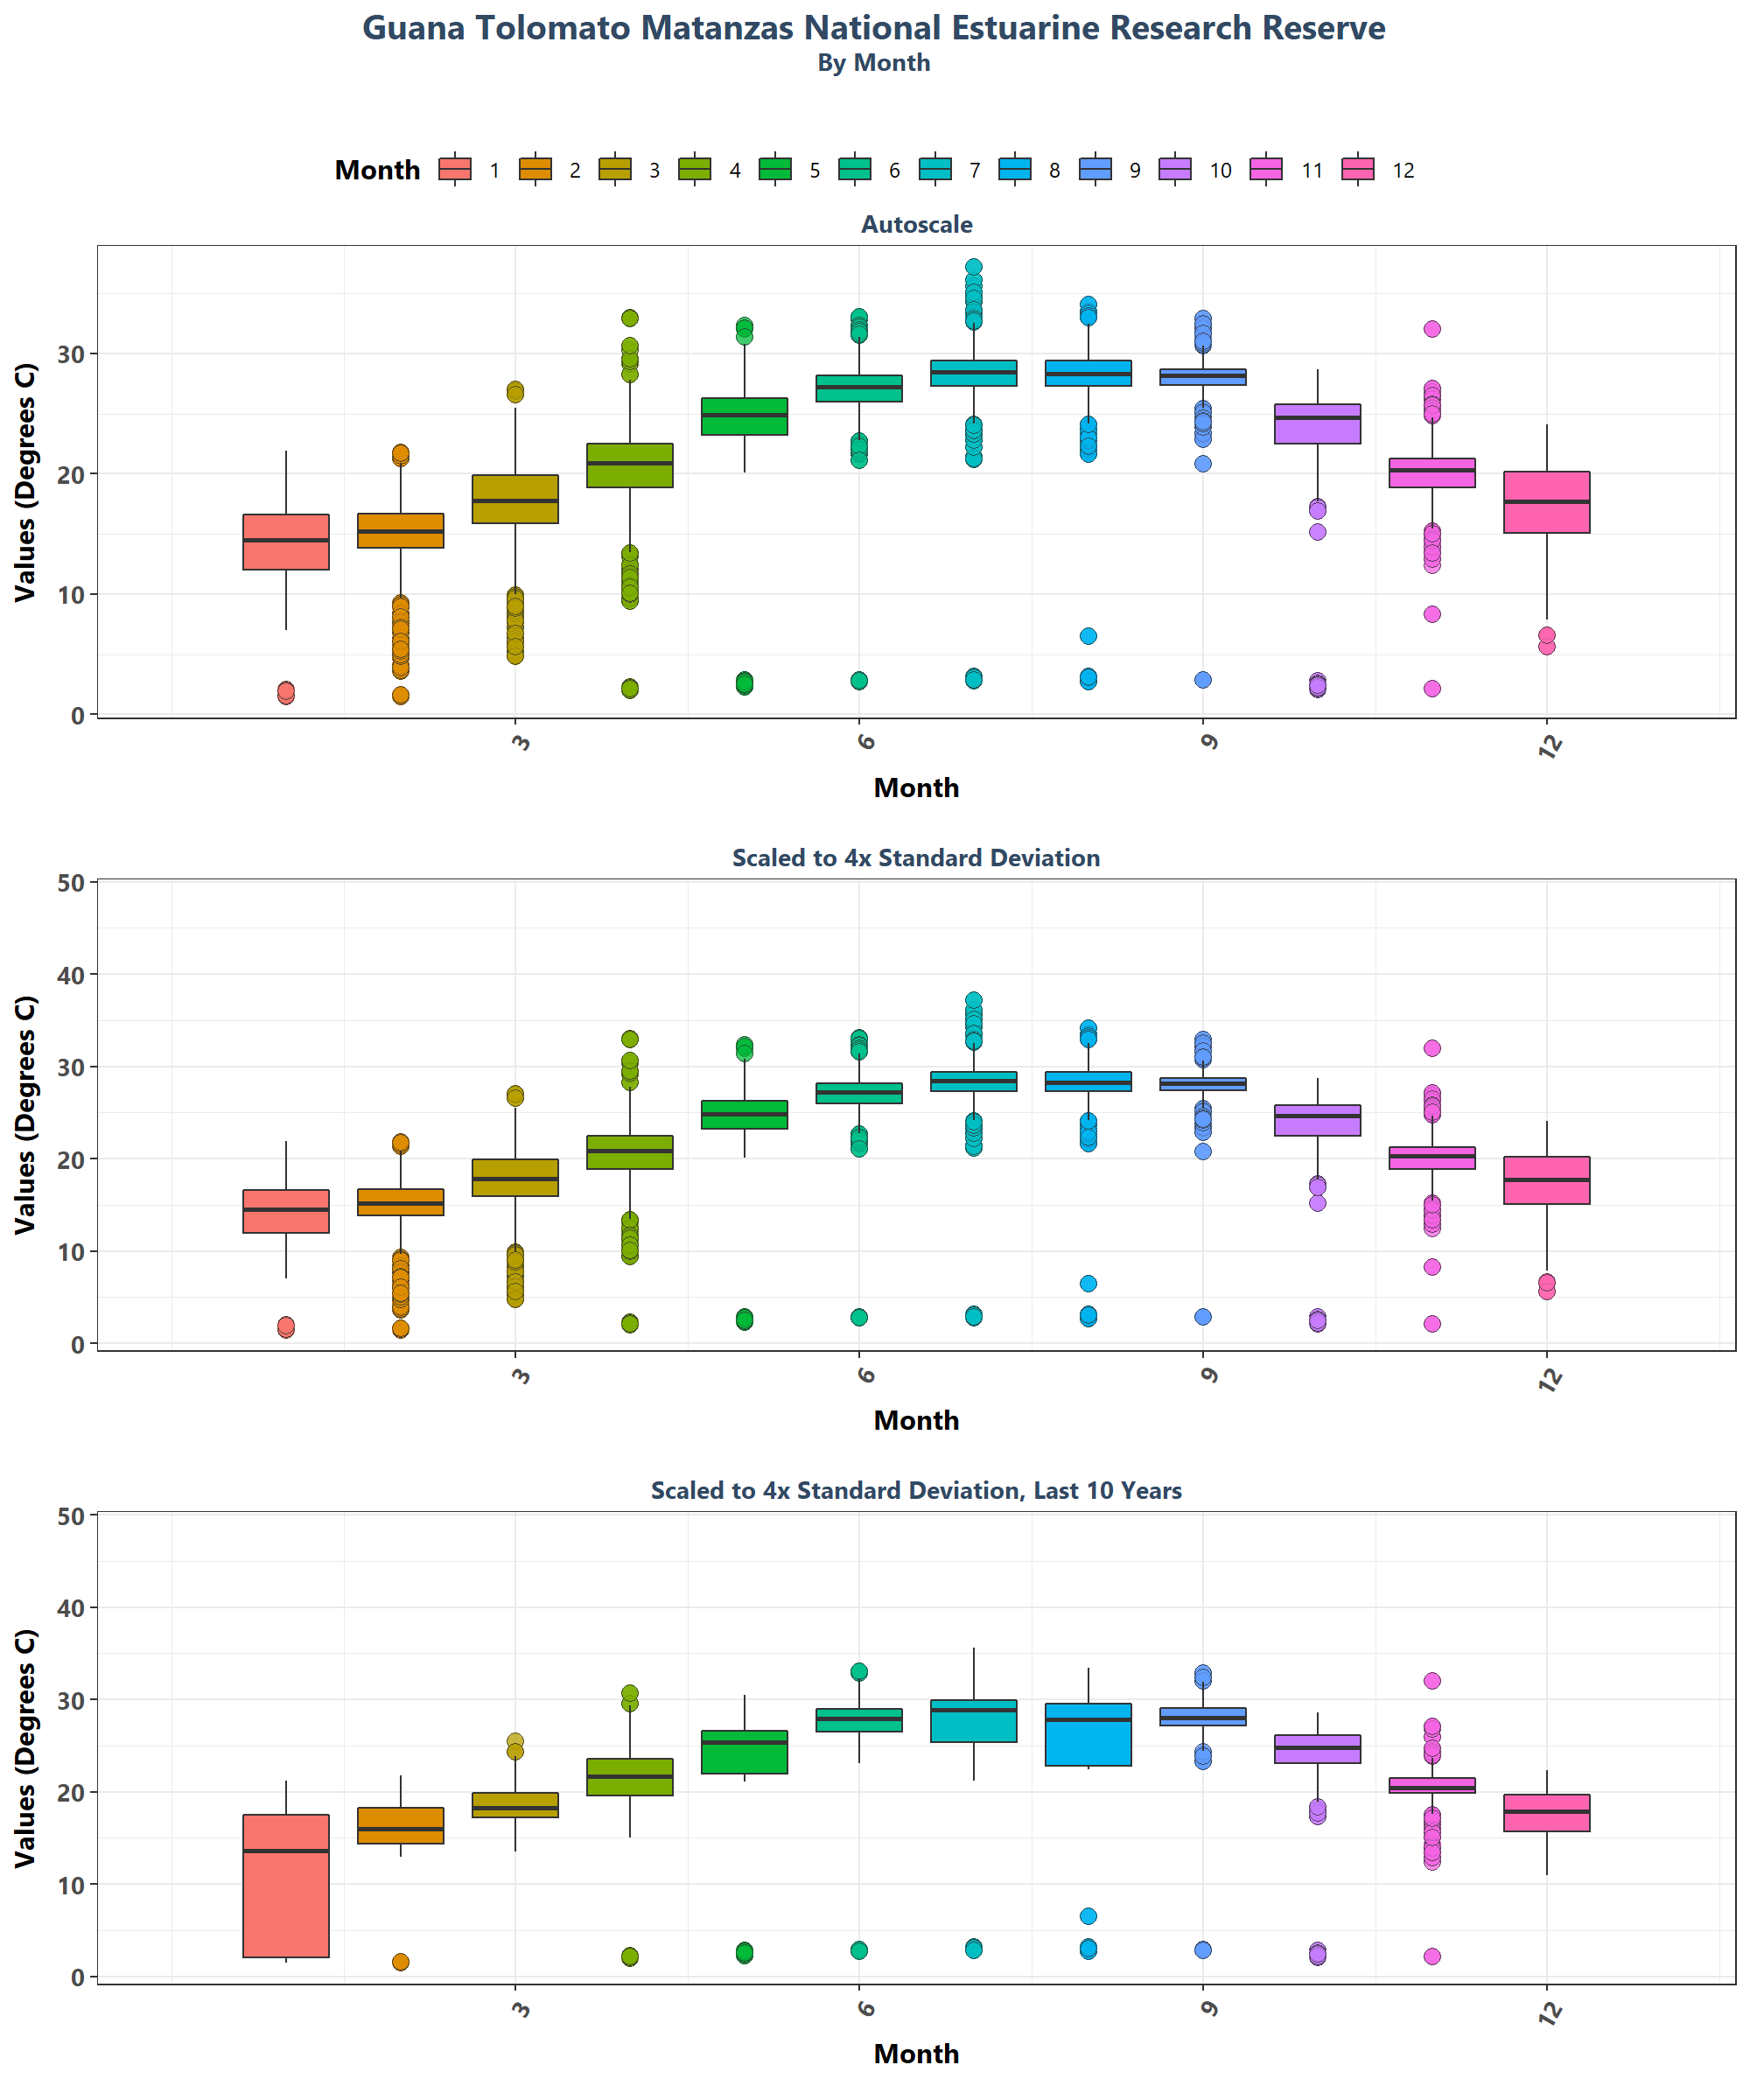 Guana Tolomato Matanzas National Estuarine Research Reserve
By Month
Month 1 2 3 4 5 6 7 8 9 10 11 12
Autoscale
Values (Degrees C)
30
20
10
0
3 6 9 12
Month
Scaled to 4x Standard Deviation
Values (Degrees C)
50
40
30
20
10
0
3 6 9 12
Month
Scaled to 4x Standard Deviation, Last 10 Years
Values (Degrees C)
50
40
30
20
10
0
3 6 9 12
Month